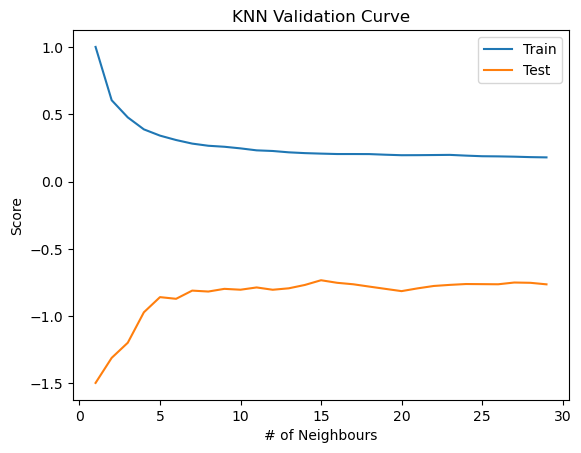 KNN Validation Curve
Train
Test
1.0
0.5
0.0
−0.5
−1.0
−1.5
Score
0 5 10 15 20 25 30
# of Neighbours